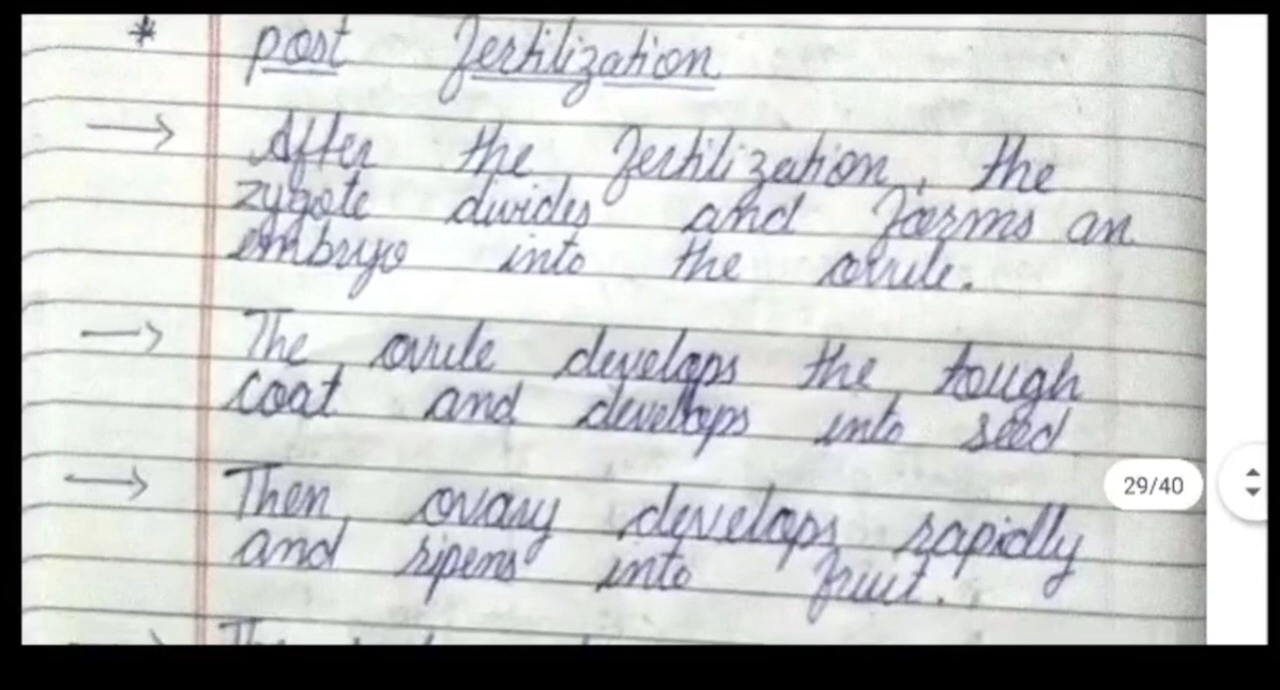 * post fertilization
→ After the fertilization, the
zygote divides and forms an
embryo into the ovule.
→ The ovule develops the tough
coat and develops into seed
29/40
→ Then ovary develops rapidly
and ripens into fruit.